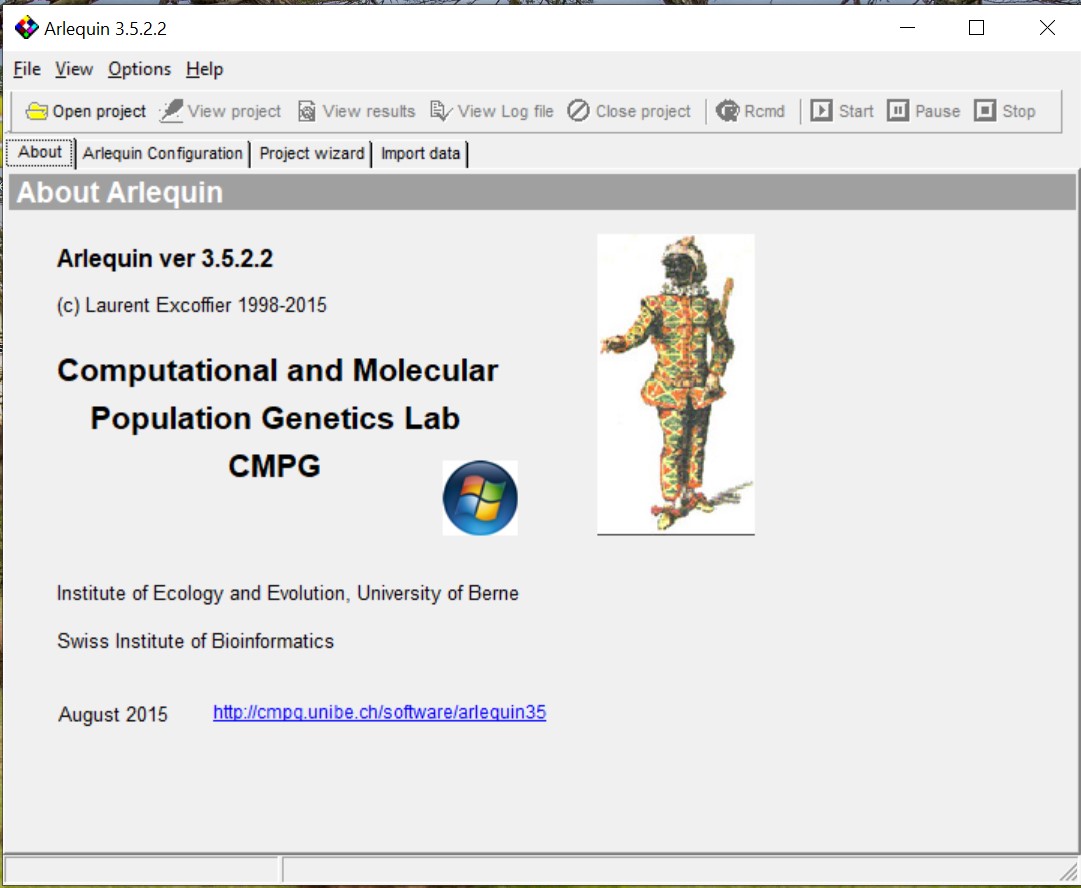 Arlequin 3.5.2.2
File View Options Help
Open project View project View results View Log file Close project Rcmd Start Pause Stop
About Arlequin Configuration Project wizard Import data
About Arlequin
Arlequin ver 3.5.2.2
(c) Laurent Excoffier 1998-2015
Computational and Molecular
Population Genetics Lab
CMPG
Institute of Ecology and Evolution, University of Berne
Swiss Institute of Bioinformatics
August 2015 http://cmpg.unibe.ch/software/arlequin35